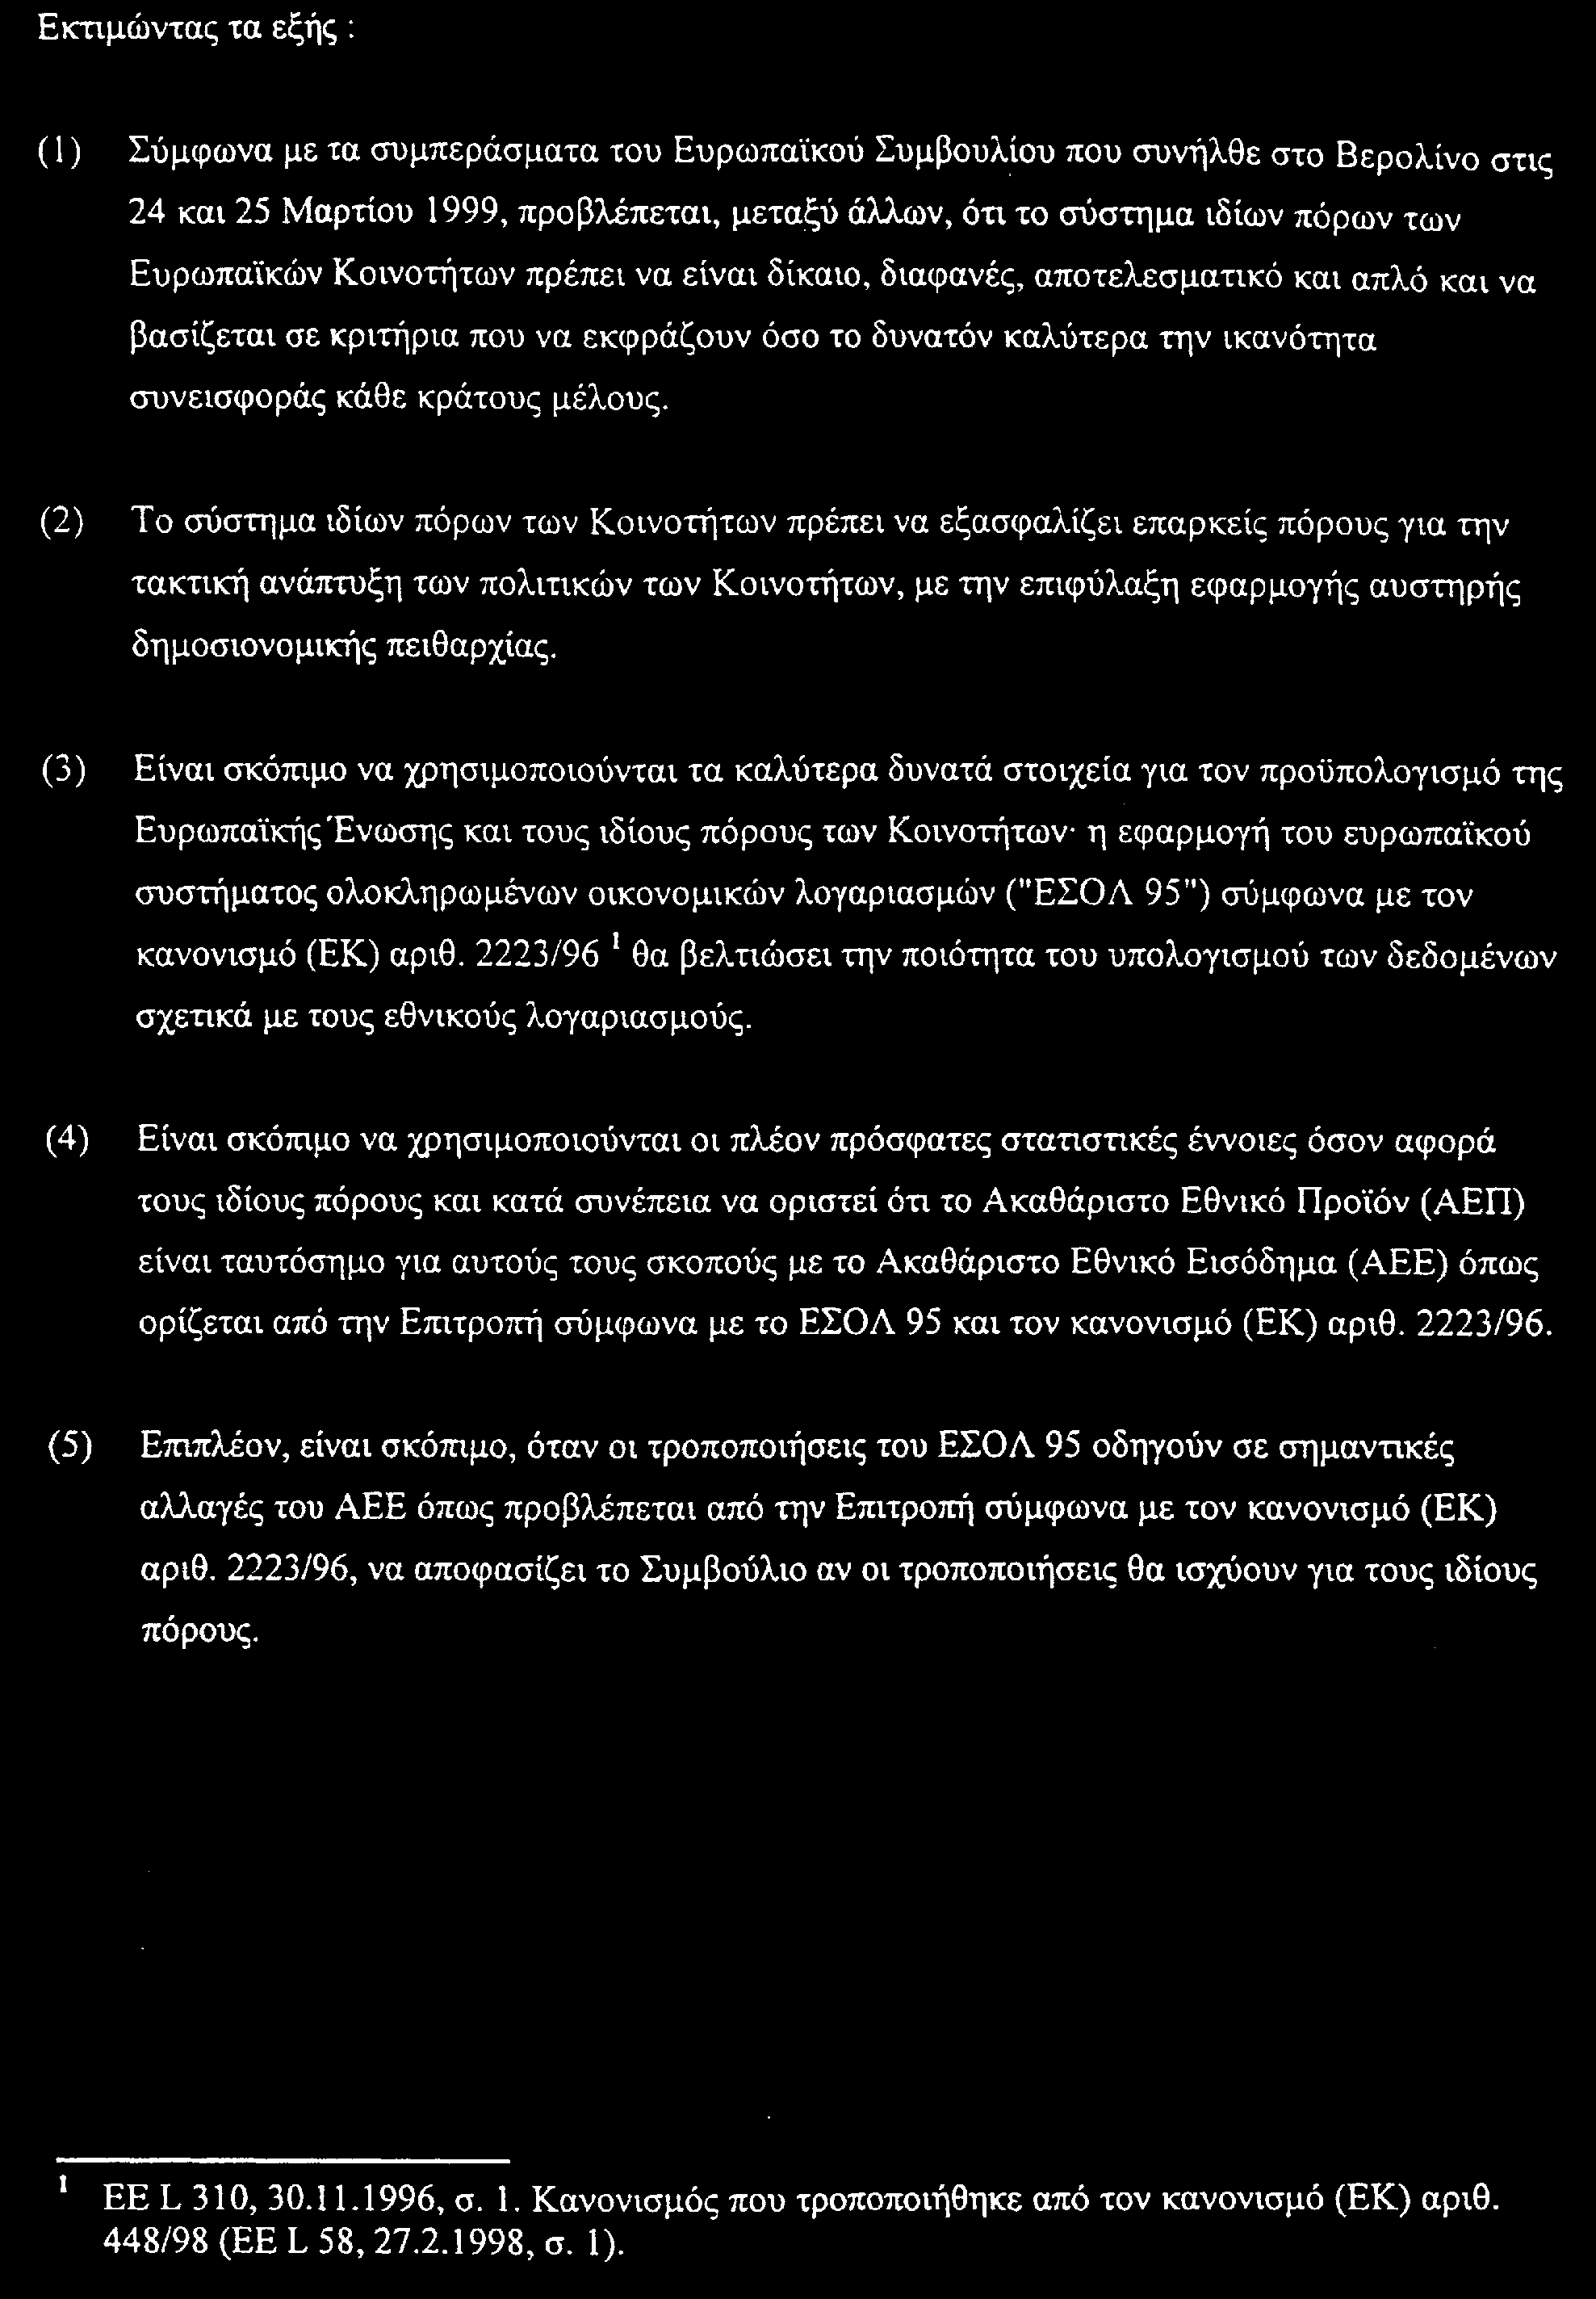 Εκτιμώντας τα εξής :
(1) Σύμφωνα με τα συμπεράσματα του Ευρωπαϊκού Συμβουλίου που συνήλθε στο Βερολίνο στις
24 και 25 Μαρτίου 1999, προβλέπεται, μεταξύ άλλων, ότι το σύστημα ιδίων πόρων των
Ευρωπαϊκών Κοινοτήτων πρέπει να είναι δίκαιο, διαφανές, αποτελεσματικό και απλό και να
βασίζεται σε κριτήρια που να εκφράζουν όσο το δυνατόν καλύτερα την ικανότητα
συνεισφοράς κάθε κράτους μέλους.
(2) Το σύστημα ιδίων πόρων των Κοινοτήτων πρέπει να εξασφαλίζει επαρκείς πόρους για την
τακτική ανάπτυξη των πολιτικών των Κοινοτήτων, με την επιφύλαξη εφαρμογής αυστηρής
δημοσιονομικής πειθαρχίας.
(3) Είναι σκόπιμο να χρησιμοποιούνται τα καλύτερα δυνατά στοιχεία για τον προϋπολογισμό της
Ευρωπαϊκής Ένωσης και τους ιδίους πόρους των Κοινοτήτων· η εφαρμογή του ευρωπαϊκού
συστήματος ολοκληρωμένων οικονομικών λογαριασμών ("ΕΣΟΛ 95") σύμφωνα με τον
κανονισμό (ΕΚ) αριθ. 2223/96 ¹ θα βελτιώσει την ποιότητα του υπολογισμού των δεδομένων
σχετικά με τους εθνικούς λογαριασμούς.
(4) Είναι σκόπιμο να χρησιμοποιούνται οι πλέον πρόσφατες στατιστικές έννοιες όσον αφορά
τους ιδίους πόρους και κατά συνέπεια να οριστεί ότι το Ακαθάριστο Εθνικό Προϊόν (ΑΕΠ)
είναι ταυτόσημο για αυτούς τους σκοπούς με το Ακαθάριστο Εθνικό Εισόδημα (ΑΕΕ) όπως
ορίζεται από την Επιτροπή σύμφωνα με το ΕΣΟΛ 95 και τον κανονισμό (ΕΚ) αριθ. 2223/96.
(5) Επιπλέον, είναι σκόπιμο, όταν οι τροποποιήσεις του ΕΣΟΛ 95 οδηγούν σε σημαντικές
αλλαγές του ΑΕΕ όπως προβλέπεται από την Επιτροπή σύμφωνα με τον κανονισμό (ΕΚ)
αριθ. 2223/96, να αποφασίζει το Συμβούλιο αν οι τροποποιήσεις θα ισχύουν για τους ιδίους
πόρους.
¹ ΕΕ L 310, 30.11.1996, σ. 1. Κανονισμός που τροποποιήθηκε από τον κανονισμό (ΕΚ) αριθ.
448/98 (ΕΕ L 58, 27.2.1998, σ. 1).